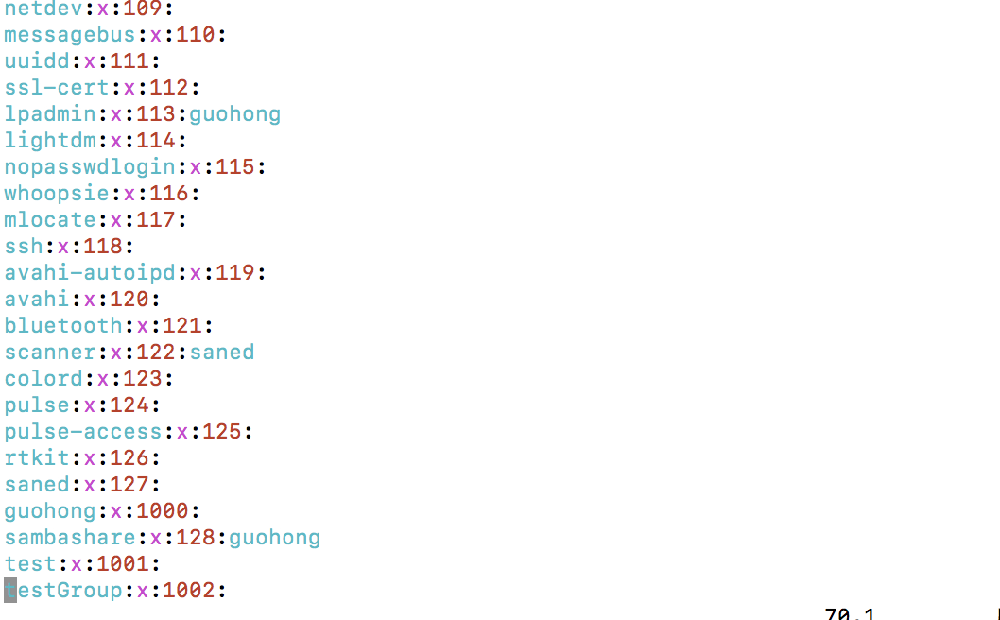 netdev:x:109:
messagebus:x:110:
uuidd:x:111:
ssl-cert:x:112:
lpadmin:x:113:guohong
lightdm:x:114:
nopasswdlogin:x:115:
whoopsie:x:116:
mlocate:x:117:
ssh:x:118:
avahi-autoipd:x:119:
avahi:x:120:
bluetooth:x:121:
scanner:x:122:saned
colord:x:123:
pulse:x:124:
pulse-access:x:125:
rtkit:x:126:
saned:x:127:
guohong:x:1000:
sambashare:x:128:guohong
test:x:1001:
testGroup:x:1002:
70,1